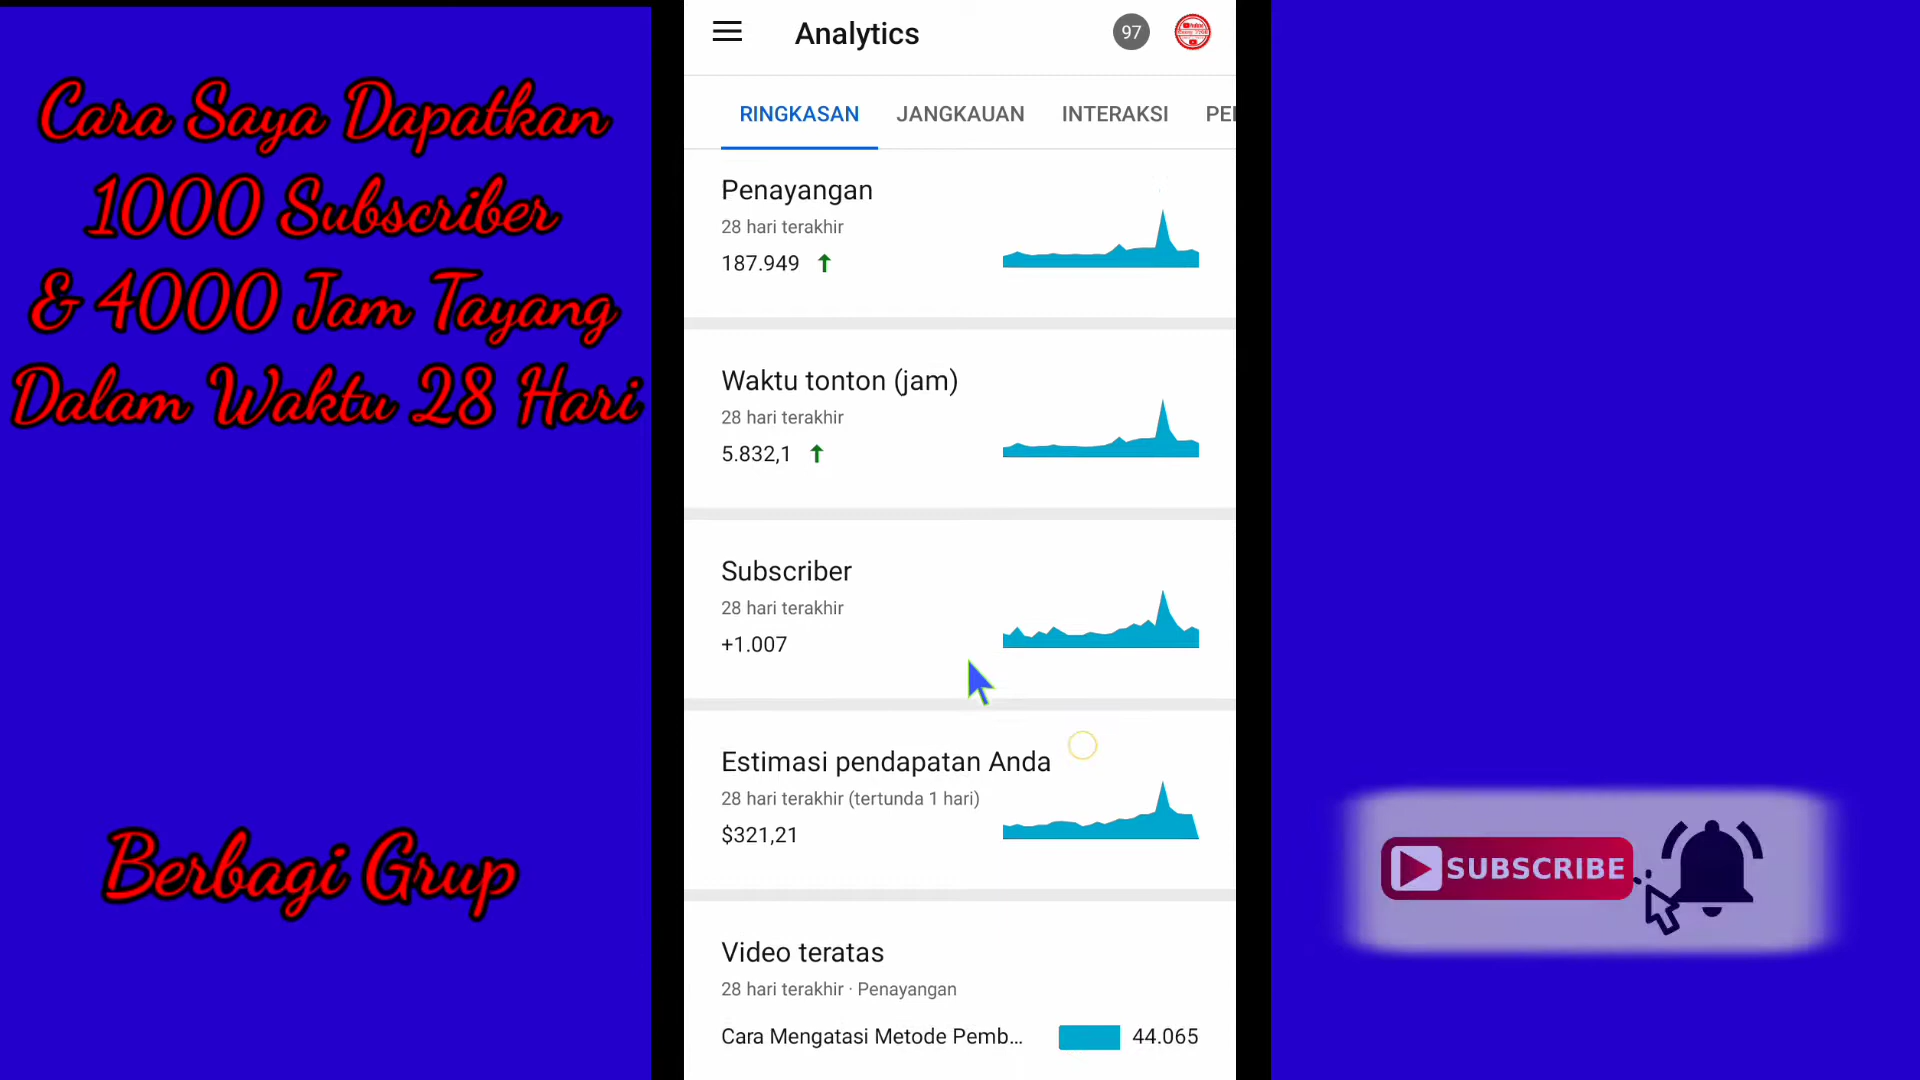 Cara Saya Dapatkan
1000 Subscriber
& 4000 Jam Tayang
Dalam Waktu 28 Hari
Berbagi Grup
Analytics
97
RINGKASAN
JANGKAUAN
INTERAKSI
PE
Penayangan
28 hari terakhir
187.949
Waktu tonton (jam)
28 hari terakhir
5.832,1
Subscriber
28 hari terakhir
+1.007
Estimasi pendapatan Anda
28 hari terakhir (tertunda 1 hari)
$321,21
Video teratas
28 hari terakhir · Penayangan
Cara Mengatasi Metode Pemb...
44.065
SUBSCRIBE